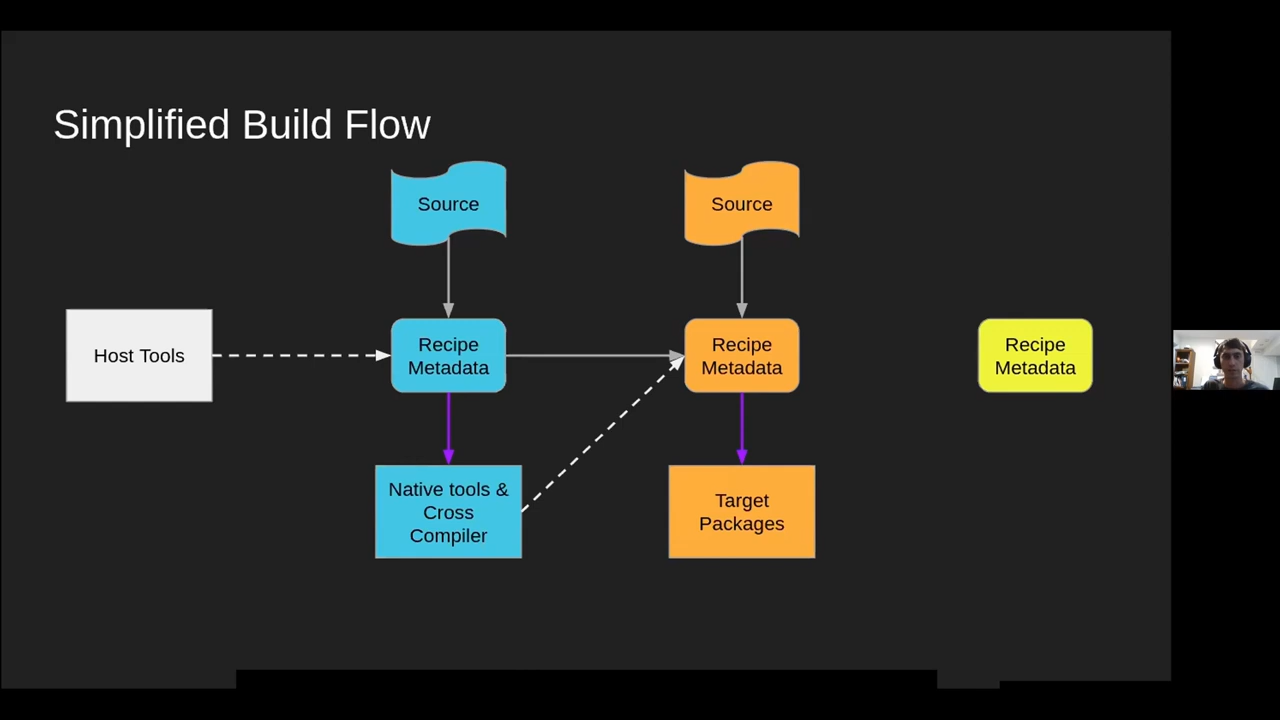 Simplified Build Flow
Source
Source
Host Tools
Recipe
Metadata
Recipe
Metadata
Recipe
Metadata
Native tools &
Cross
Compiler
Target
Packages